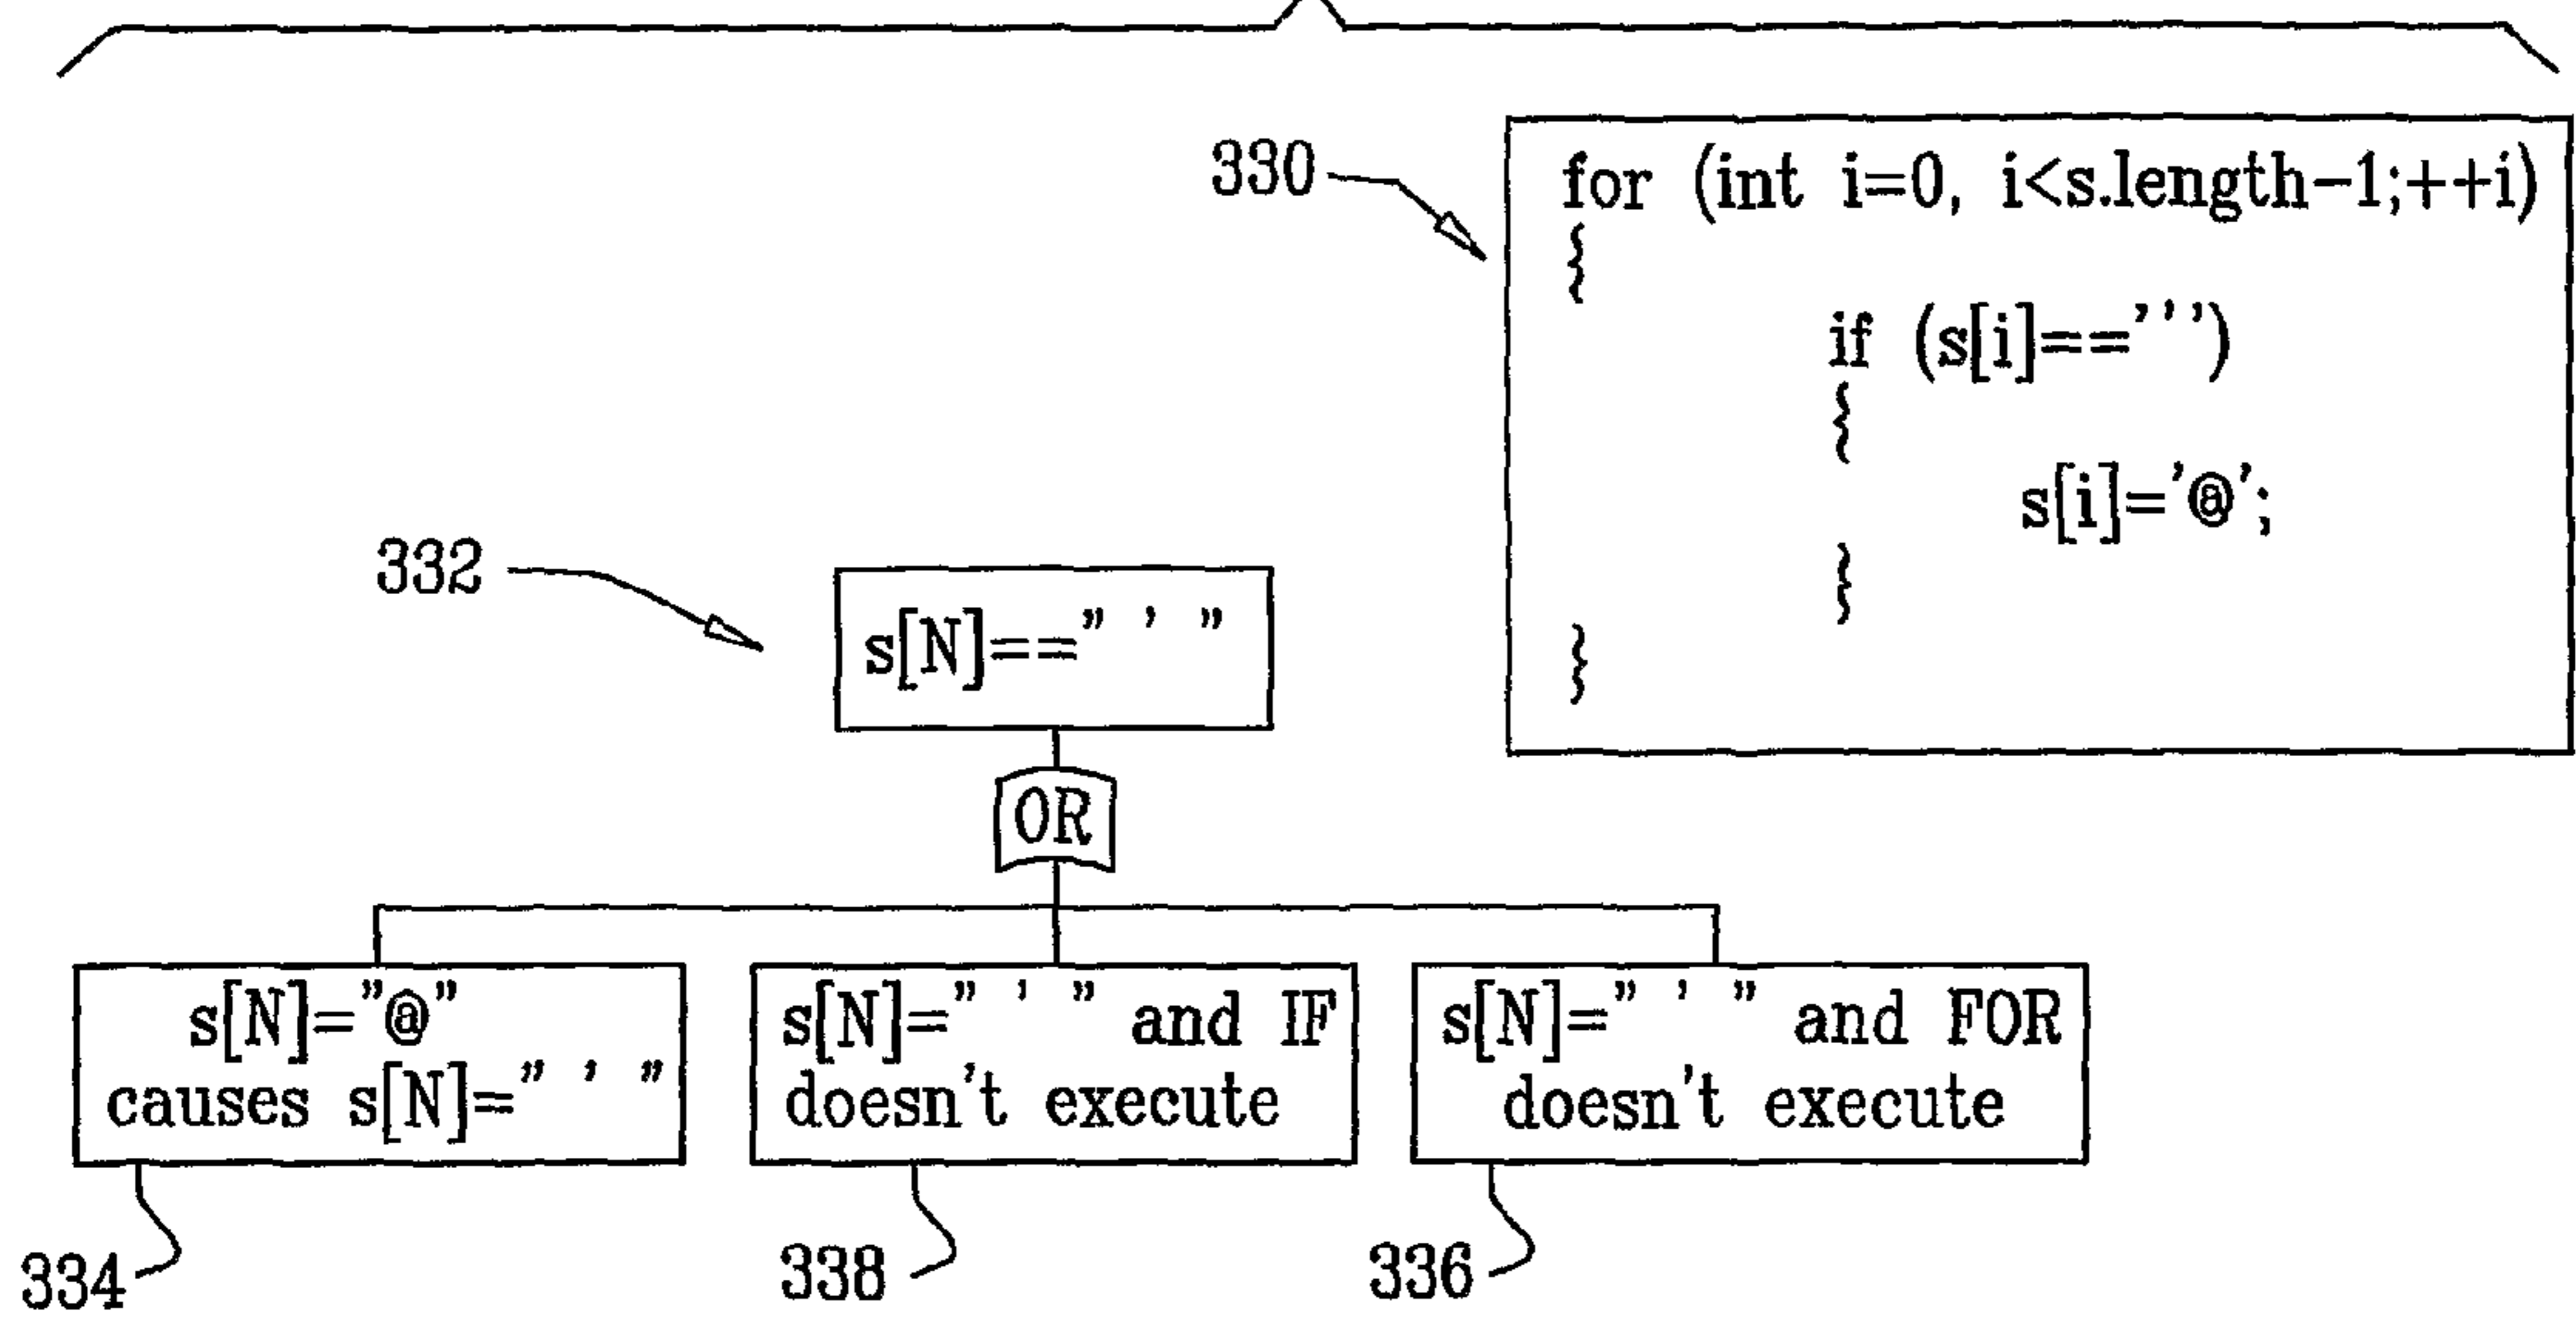 330
for (int i=0, i<s.length-1;++i)
{
if (s[i]==''')
{
s[i]='@';
}
}
332
s[N]==" ' "
OR
s[N]="@"
causes s[N]=" ' "
s[N]=" ' " and IF
doesn't execute
s[N]=" ' " and FOR
doesn't execute
334
338
336